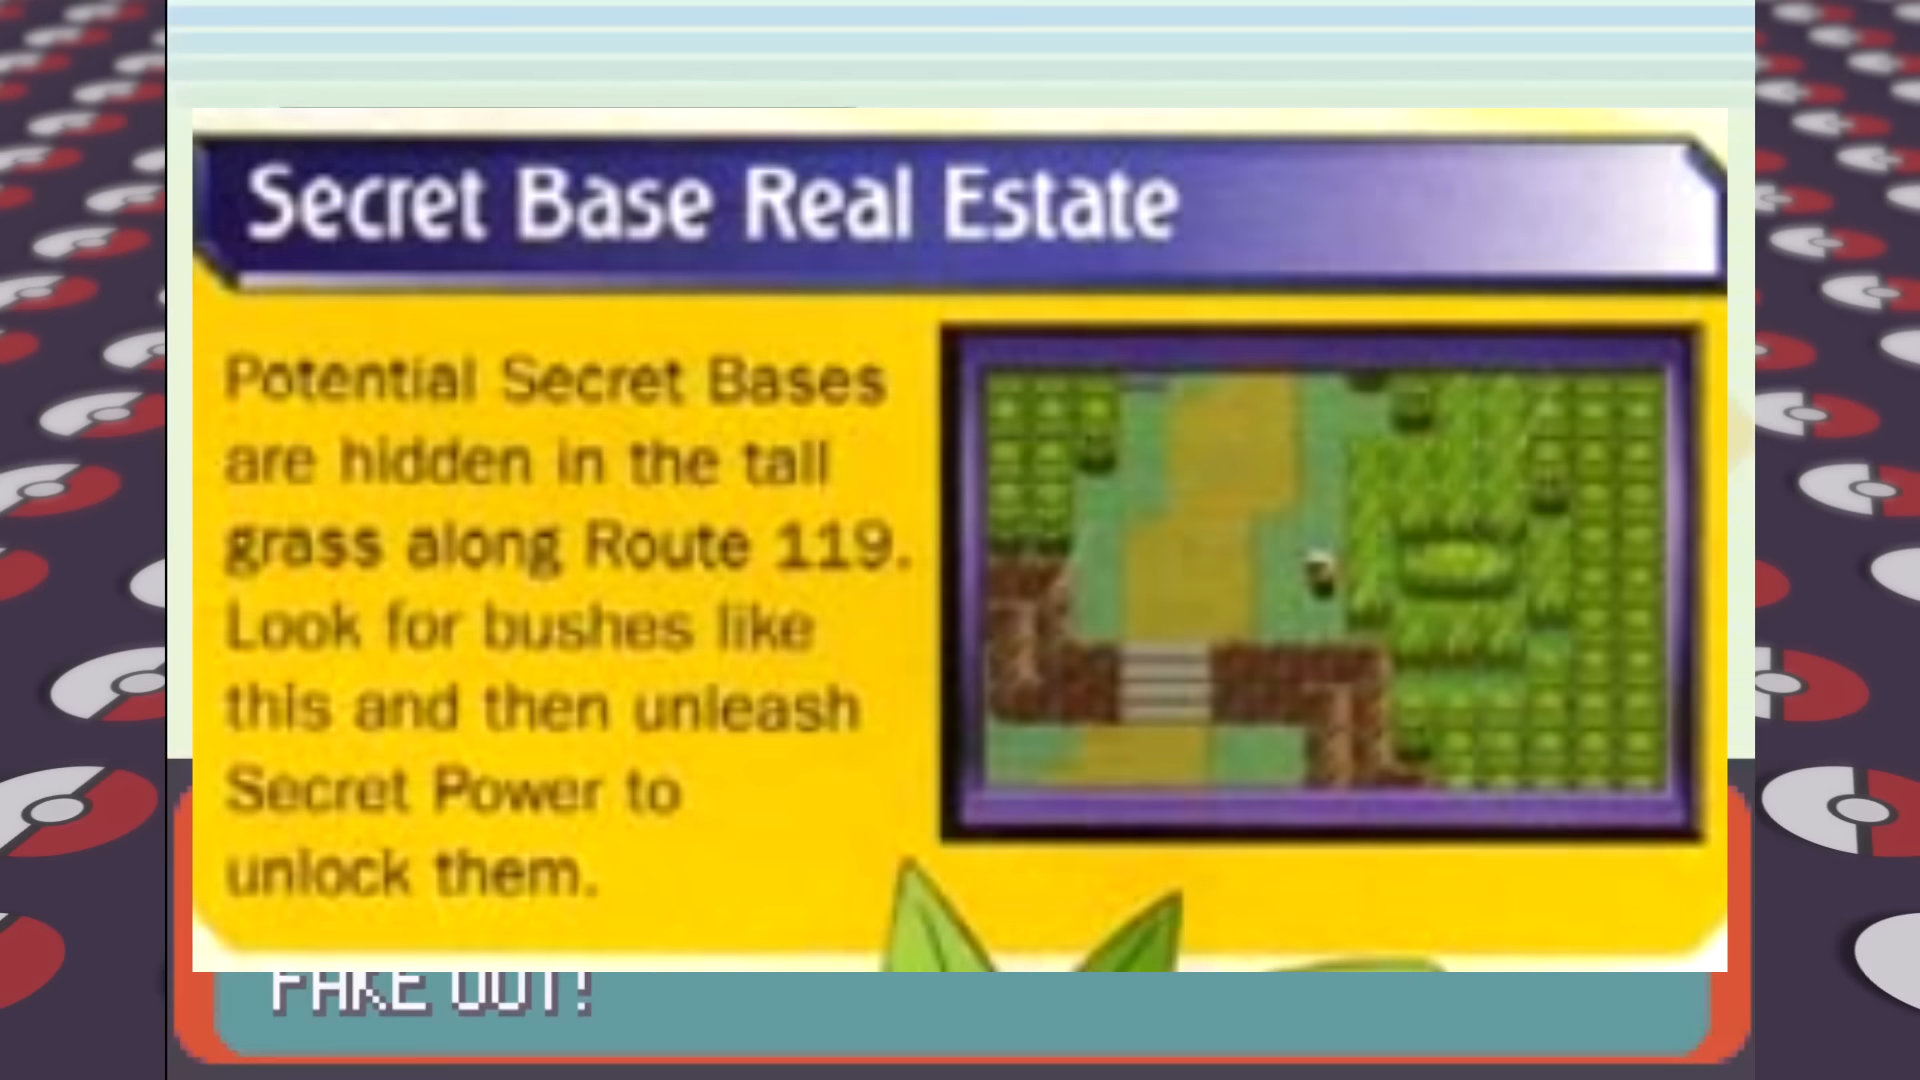 Secret Base Real Estate
Potential Secret Bases
are hidden in the tall
grass along Route 119.
Look for bushes like
this and then unleash
Secret Power to
unlock them.
FAKE OUT!